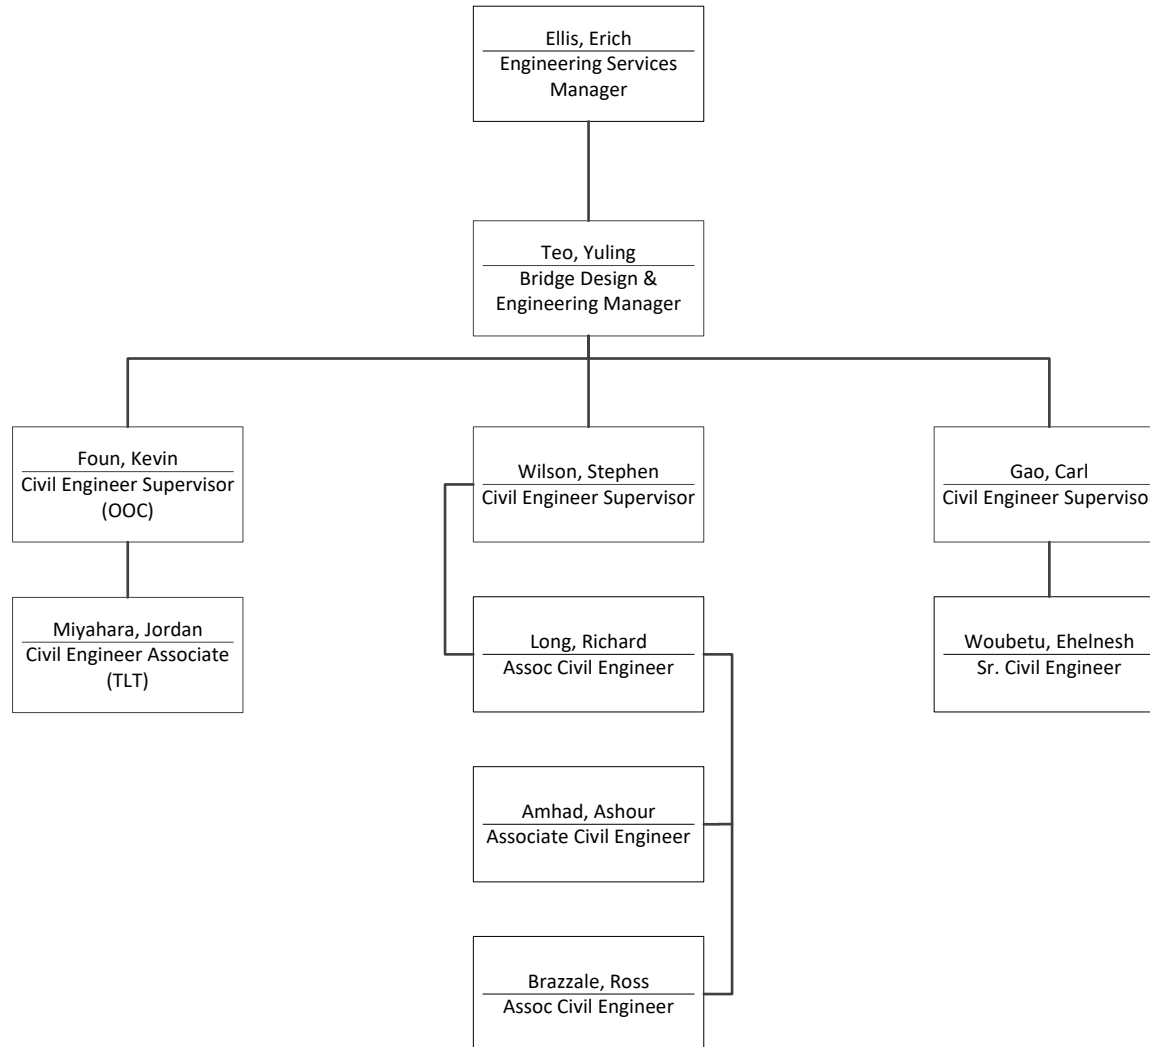 Ellis, Erich
Engineering Services
Manager
Teo, Yuling
Bridge Design &
Engineering Manager
Foun, Kevin
Civil Engineer Supervisor
(OOC)
Wilson, Stephen
Civil Engineer Supervisor
Gao, Carl
Civil Engineer Superviso
Miyahara, Jordan
Civil Engineer Associate
(TLT)
Long, Richard
Assoc Civil Engineer
Woubetu, Ehelnesh
Sr. Civil Engineer
Amhad, Ashour
Associate Civil Engineer
Brazzale, Ross
Assoc Civil Engineer